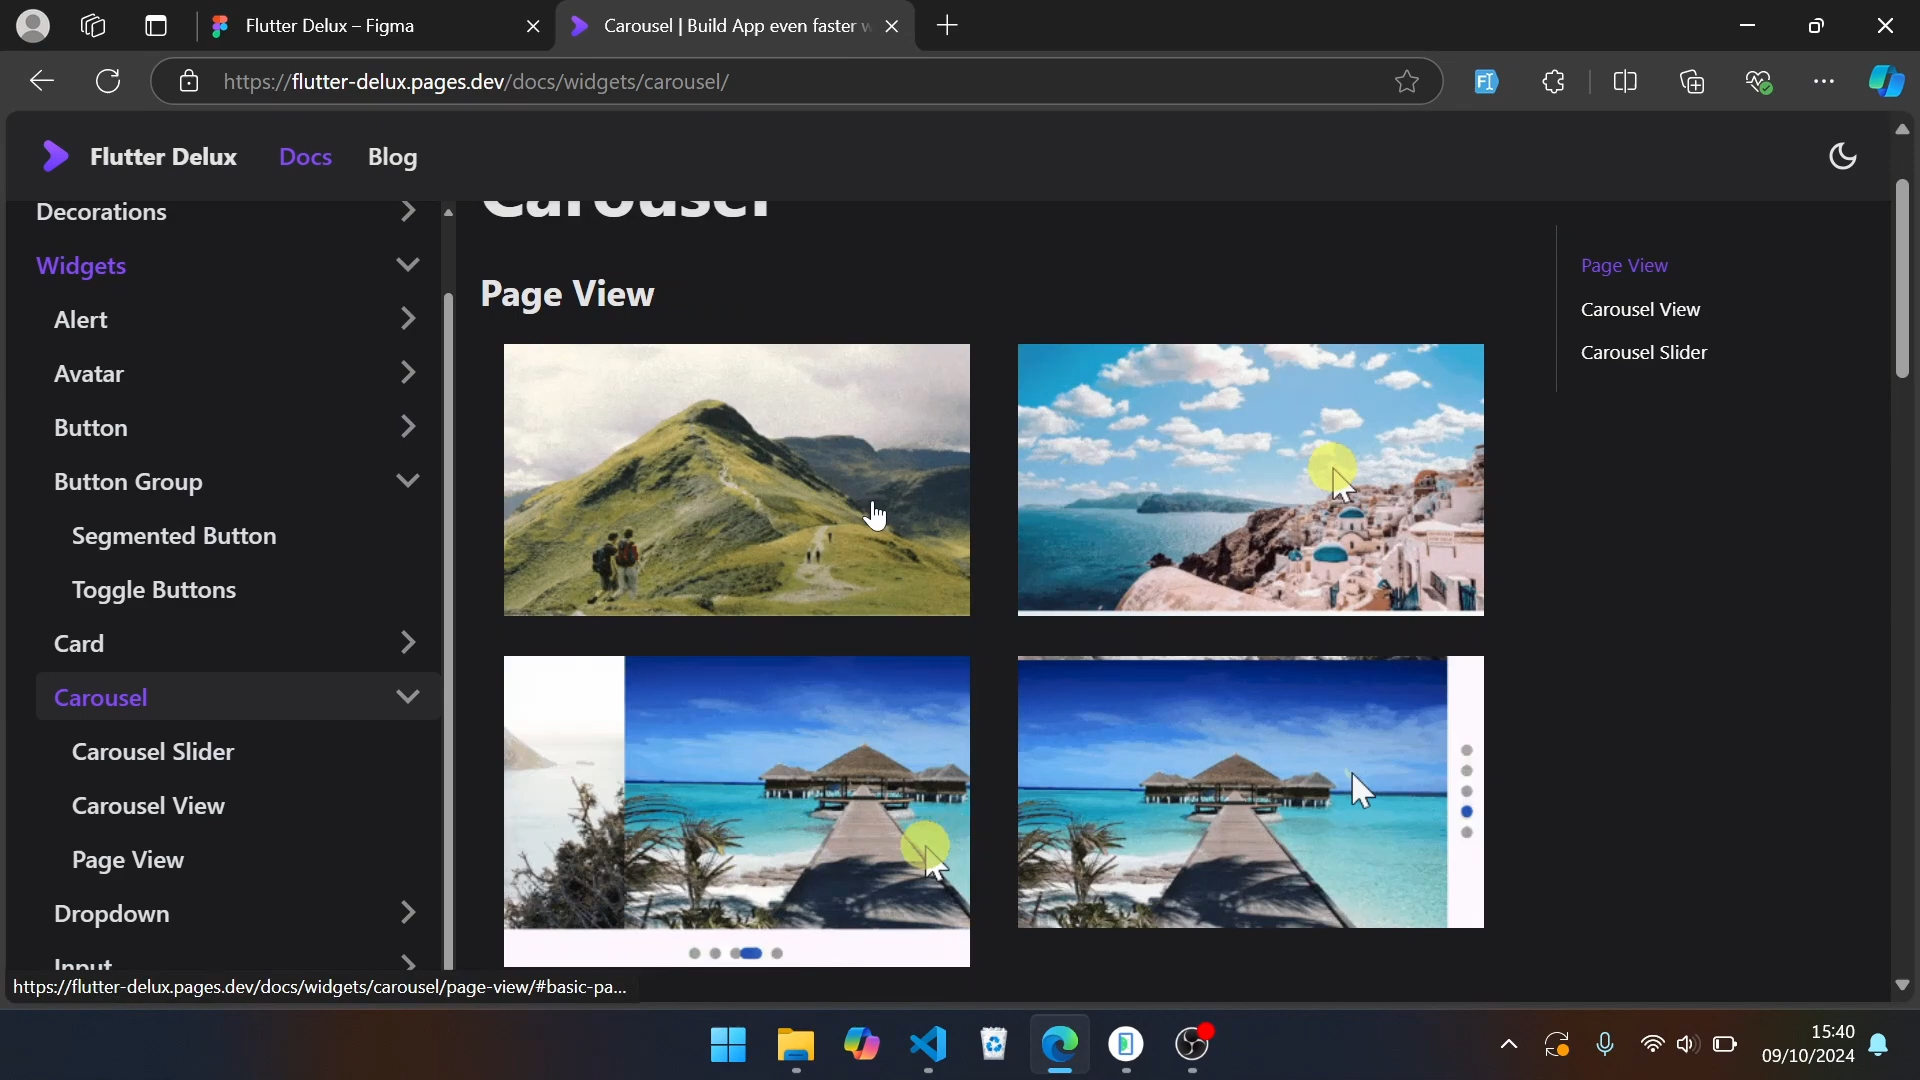 Flutter Delux – Figma
Carousel | Build App even faster w
https://flutter-delux.pages.dev/docs/widgets/carousel/
Flutter Delux
Docs
Blog
Decorations
Widgets
Alert
Avatar
Button
Button Group
Segmented Button
Toggle Buttons
Card
Carousel
Carousel Slider
Carousel View
Page View
Dropdown
Input
Carousel
Page View
Page View
Carousel View
Carousel Slider
https://flutter-delux.pages.dev/docs/widgets/carousel/page-view/#basic-pa...
15:40
09/10/2024